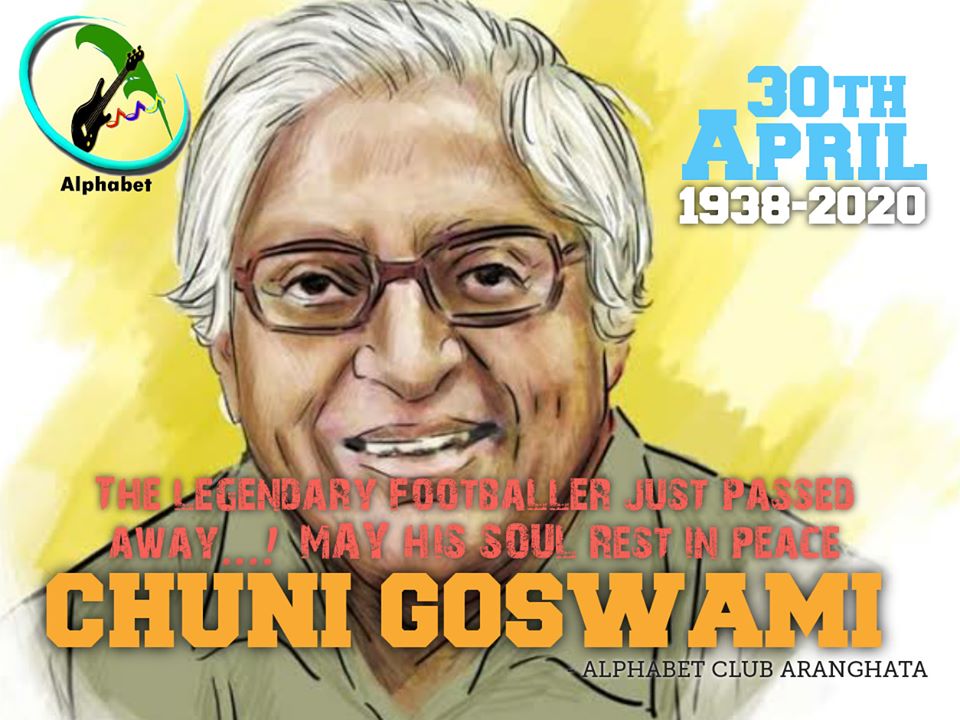 Alphabet
30TH
APRIL
1938-2020
THE LEGENDARY FOOTBALLER JUST PASSED
AWAY....! MAY HIS SOUL REST IN PEACE
CHUNI GOSWAMI
- ALPHABET CLUB ARANGHATA